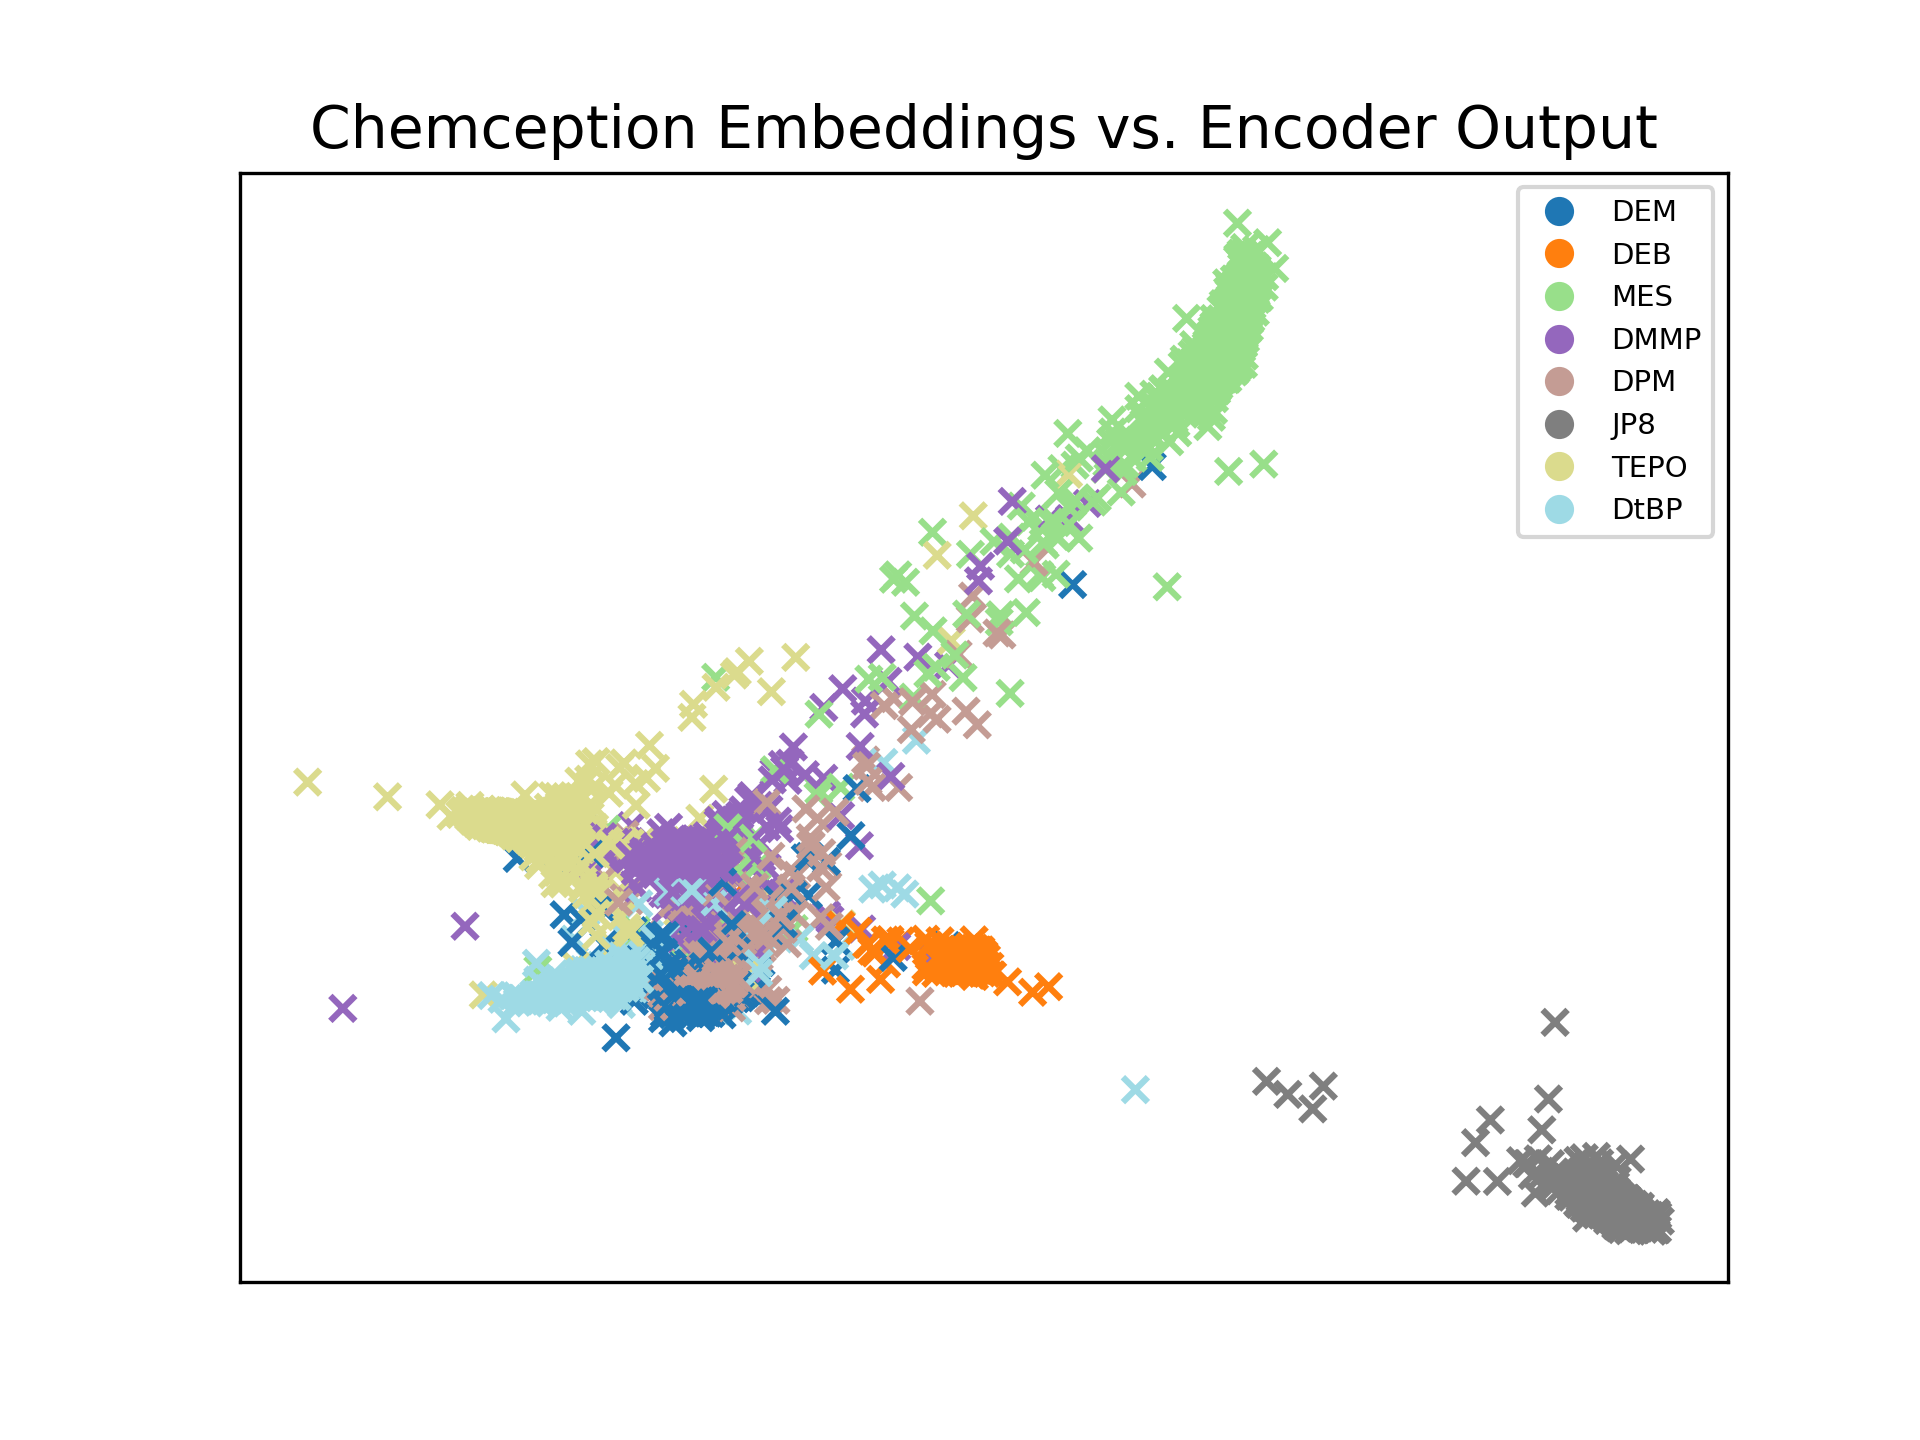 Chemception Embeddings vs. Encoder Output
DEM
DEB
MES
DMMP
DPM
JP8
TEPO
DtBP